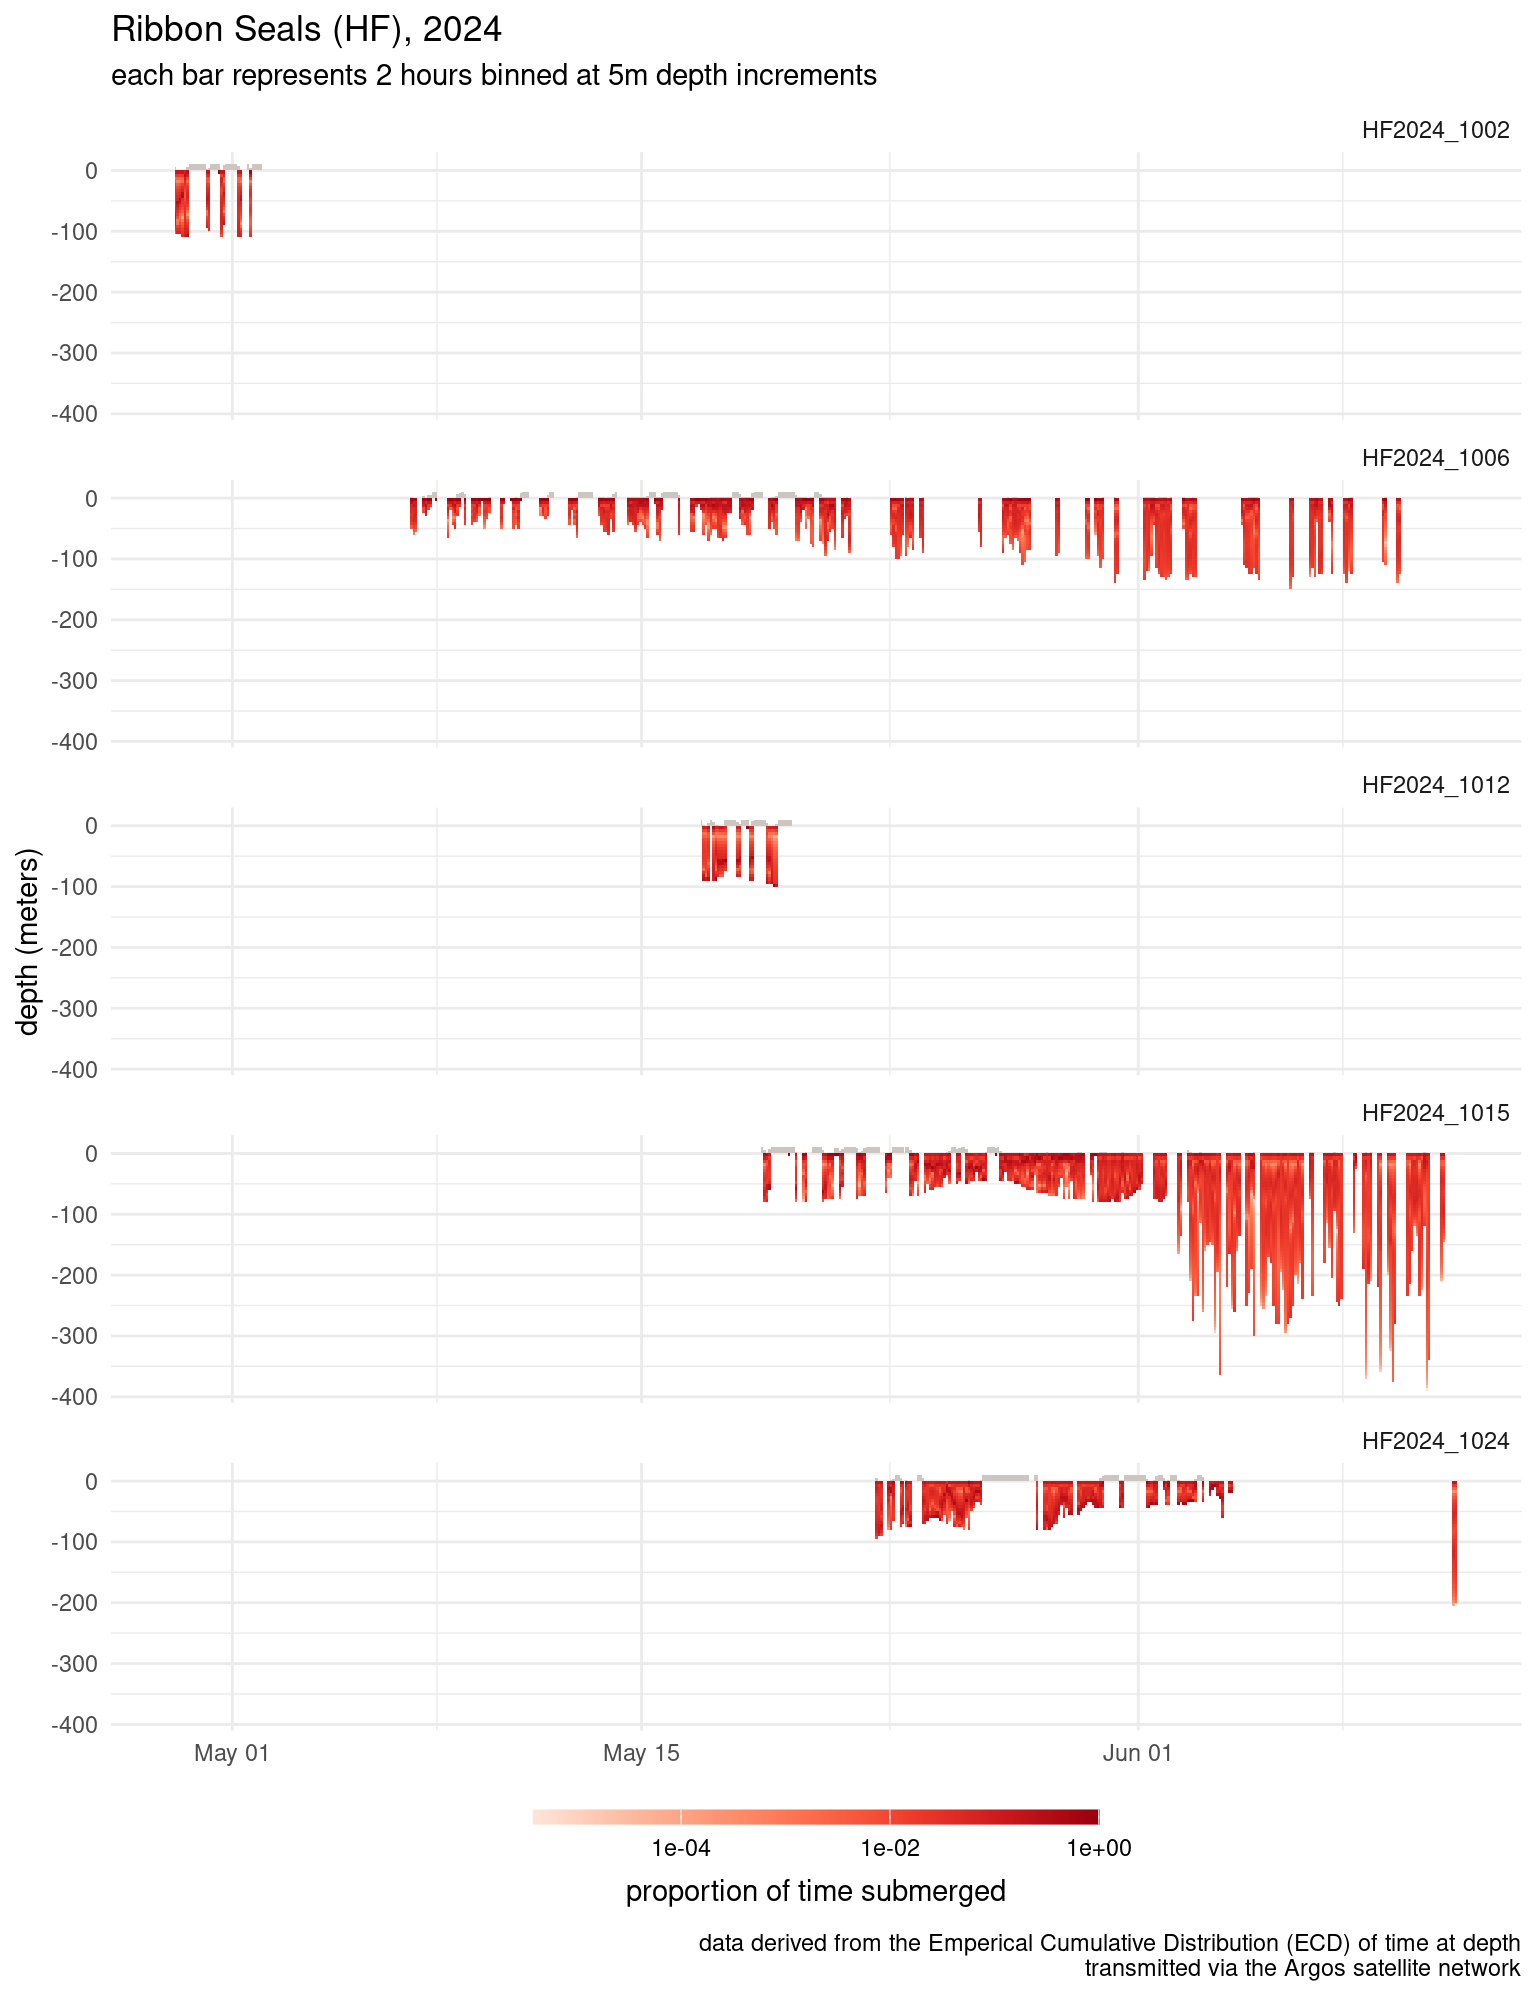 Ribbon Seals (HF), 2024
each bar represents 2 hours binned at 5m depth increments
HF2024_1002
0
-100
-200
-300
-400
HF2024_1006
0
-100
-200
-300
-400
HF2024_1012
0
-100
-200
-300
-400
depth (meters)
HF2024_1015
0
-100
-200
-300
-400
HF2024_1024
0
-100
-200
-300
-400
May 01 May 15 Jun 01
1e-04 1e-02 1e+00
proportion of time submerged
data derived from the Emperical Cumulative Distribution (ECD) of time at depth
transmitted via the Argos satellite network